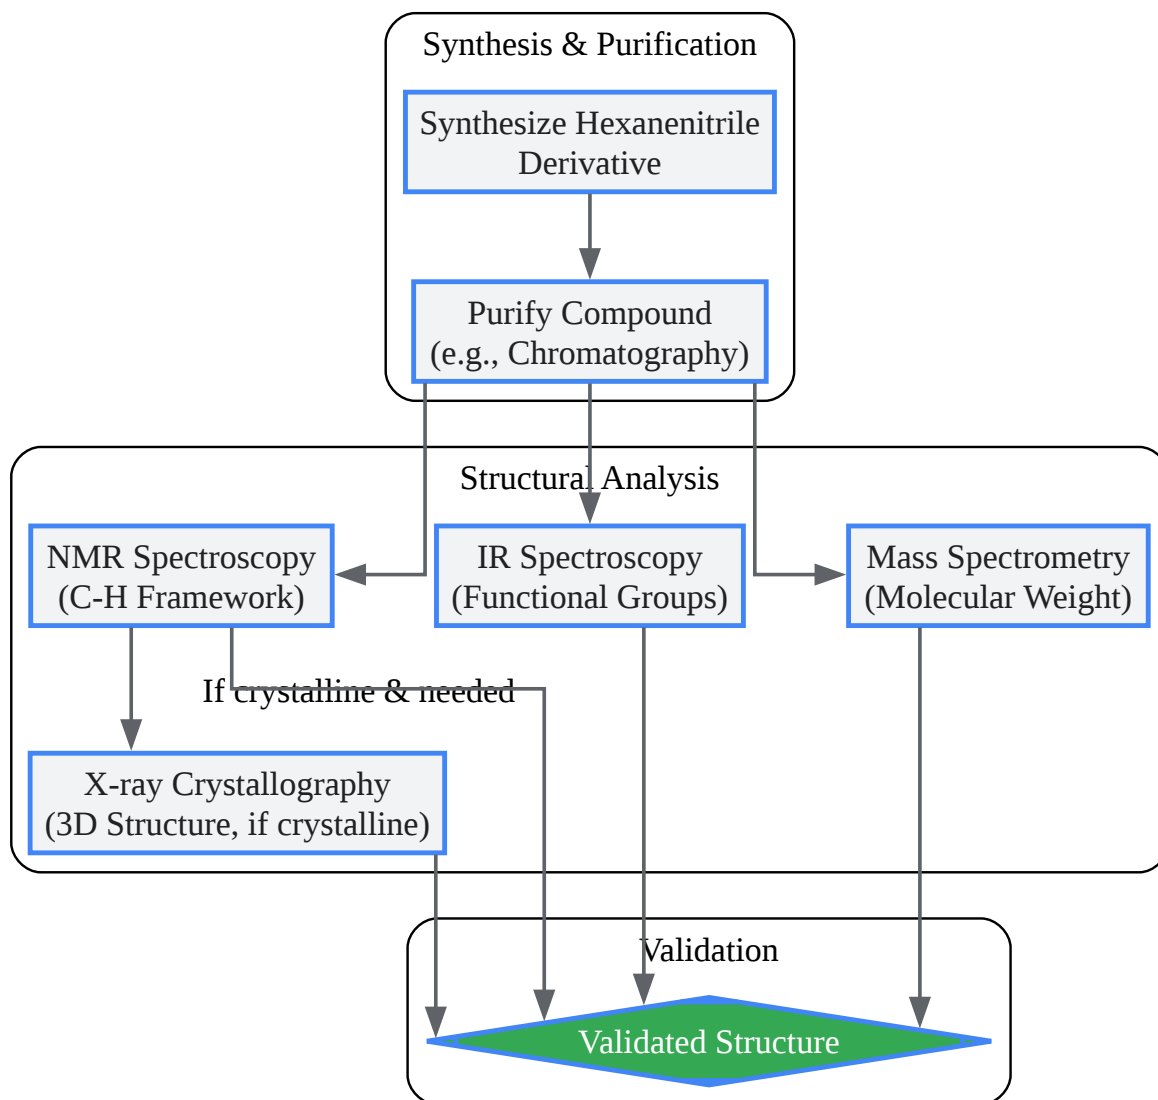 Synthesis & Purification
Synthesize Hexanenitrile
Derivative
Purify Compound
(e.g., Chromatography)
Structural Analysis
NMR Spectroscopy
(C-H Framework)
IR Spectroscopy
(Functional Groups)
Mass Spectrometry
(Molecular Weight)
If crystalline & needed
X-ray Crystallography
(3D Structure, if crystalline)
Validation
Validated Structure